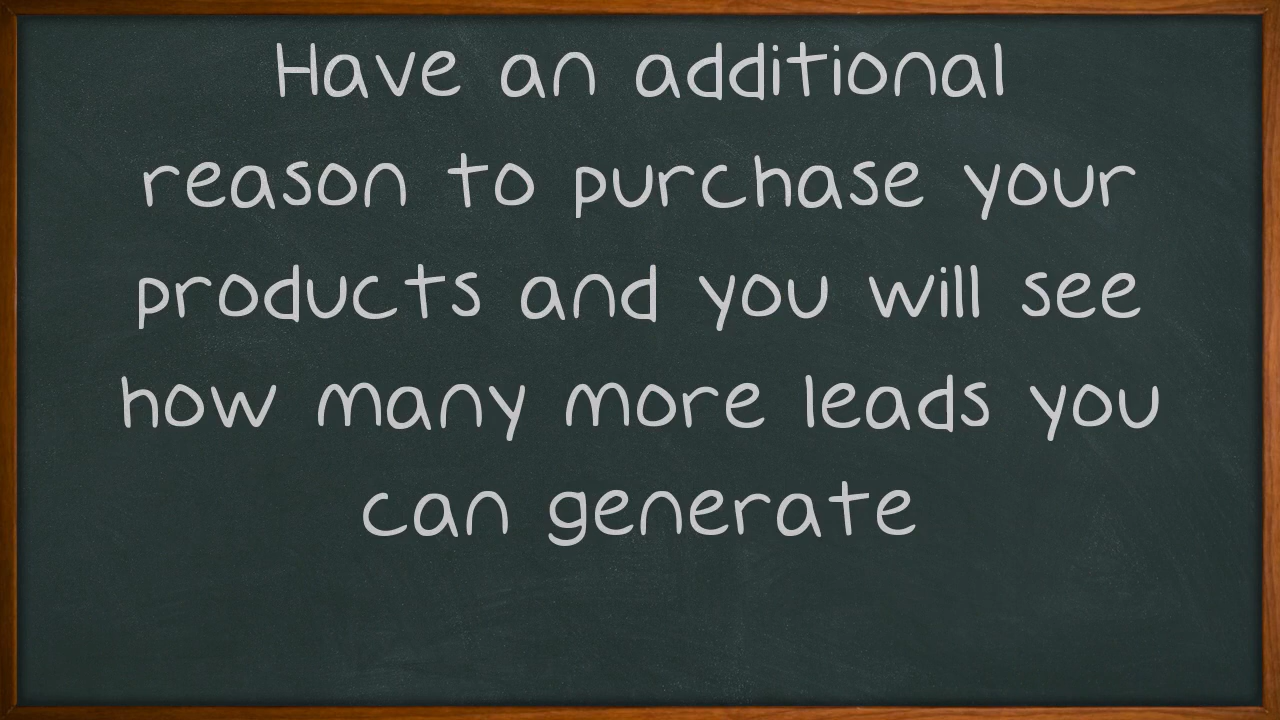 Have an additional
reason to purchase your
products and you will see
how many more leads you
can generate